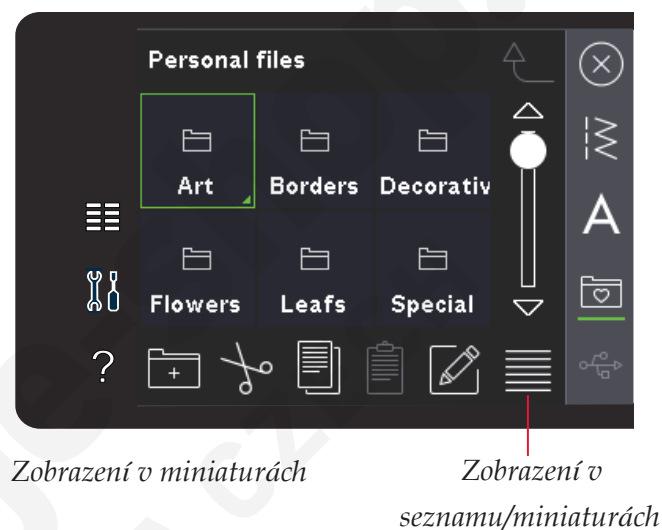 Personal files
Art Borders Decorativ
A
Flowers Leafs Special
?
Zobrazení v miniaturách
Zobrazení v
seznamu/miniaturách